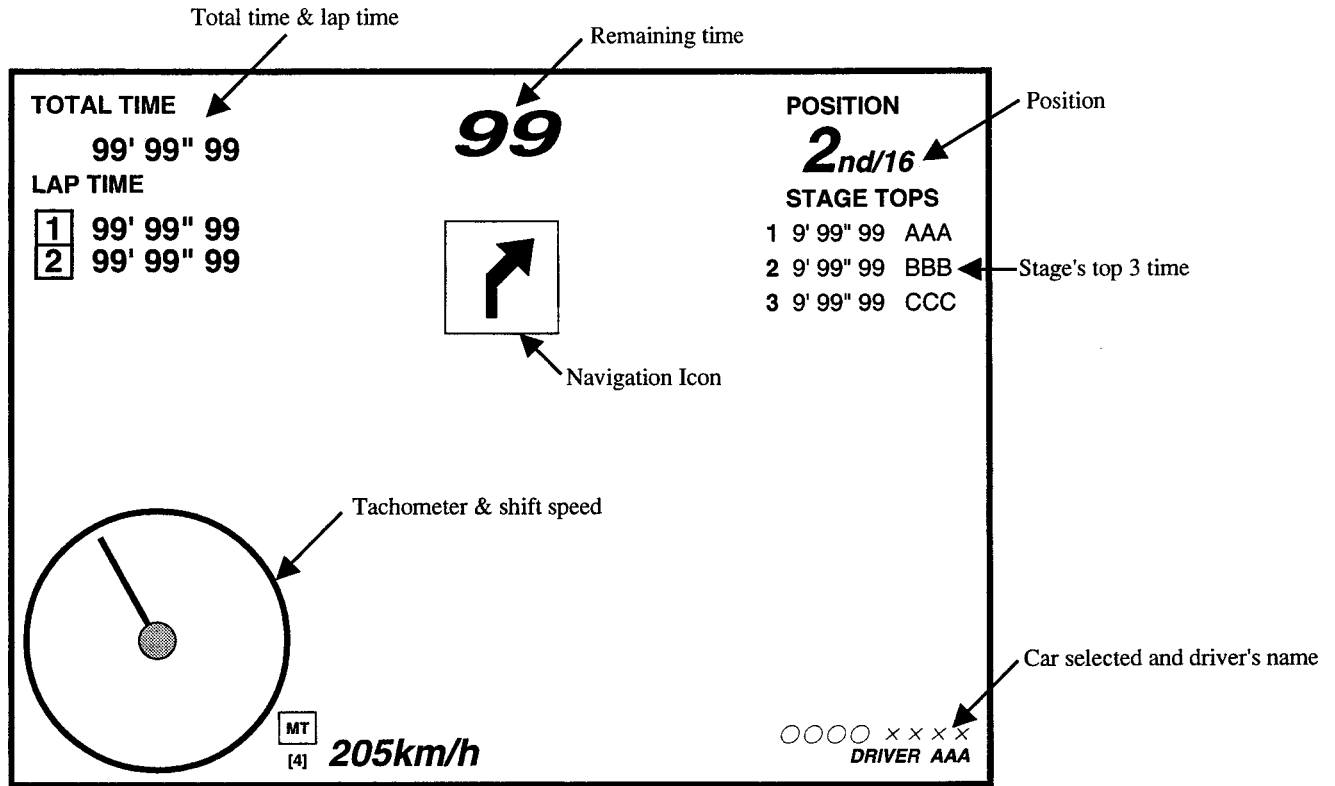 Total time & lap time
Remaining time
TOTAL TIME
99' 99" 99
LAP TIME
1 99' 99" 99
2 99' 99" 99
99
POSITION
2nd/16
Position
STAGE TOPS
1 9' 99" 99 AAA
2 9' 99" 99 BBB
3 9' 99" 99 CCC
Stage's top 3 time
Navigation Icon
Tachometer & shift speed
MT
[4]
205km/h
Car selected and driver's name
○○○○ ××××
DRIVER AAA